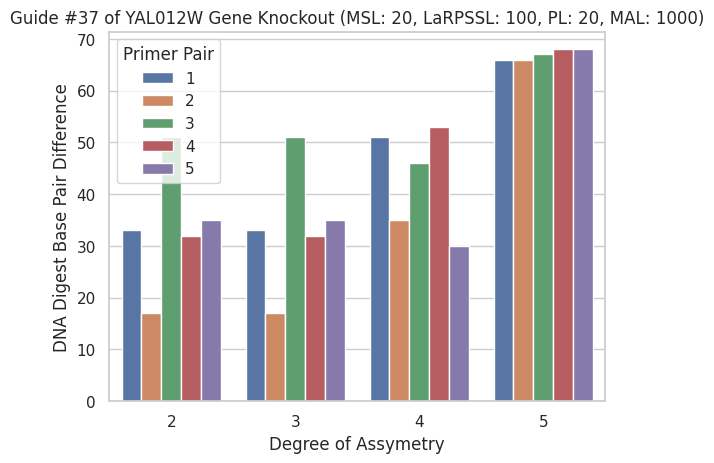 Guide #37 of YAL012W Gene Knockout (MSL: 20, LaRPSSL: 100, PL: 20, MAL: 1000)
Primer Pair
1
2
3
4
5
DNA Digest Base Pair Difference
70
60
50
40
30
20
10
0
2 3 4 5
Degree of Assymetry